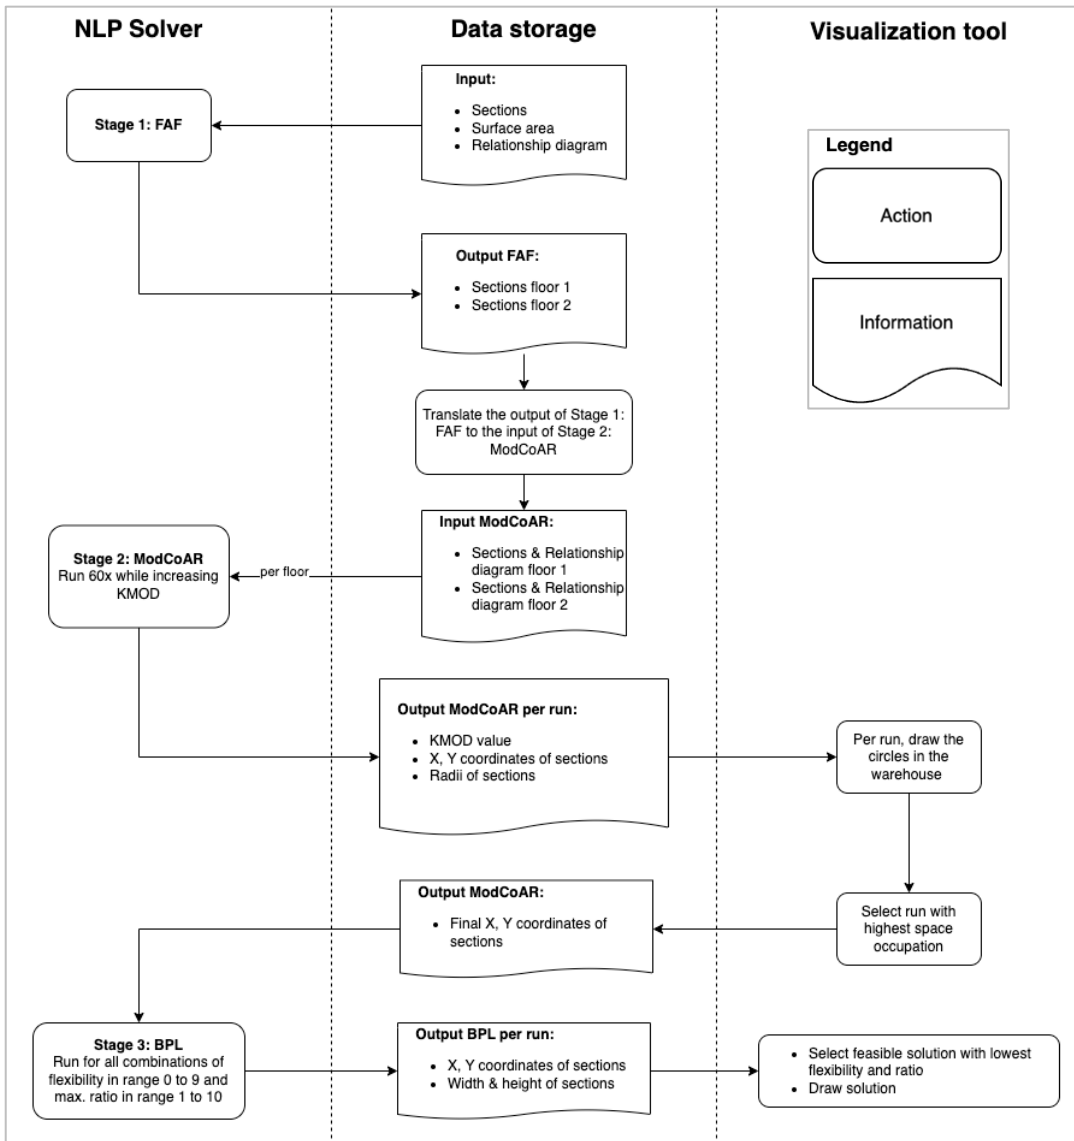 NLP Solver
Data storage
Visualization tool
Input:
• Sections
• Surface area
• Relationship diagram
Stage 1: FAF
Legend
Action
Information
Output FAF:
• Sections floor 1
• Sections floor 2
Translate the output of Stage 1:
FAF to the input of Stage 2:
ModCoAR
Input ModCoAR:
• Sections & Relationship
diagram floor 1
• Sections & Relationship
diagram floor 2
per floor
Stage 2: ModCoAR
Run 60x while increasing
KMOD
Output ModCoAR per run:
• KMOD value
• X, Y coordinates of sections
• Radii of sections
Per run, draw the
circles in the
warehouse
Select run with
highest space
occupation
Output ModCoAR:
• Final X, Y coordinates of
sections
Stage 3: BPL
Run for all combinations of
flexibility in range 0 to 9 and
max. ratio in range 1 to 10
Output BPL per run:
• X, Y coordinates of sections
• Width & height of sections
• Select feasible solution with lowest
flexibility and ratio
• Draw solution